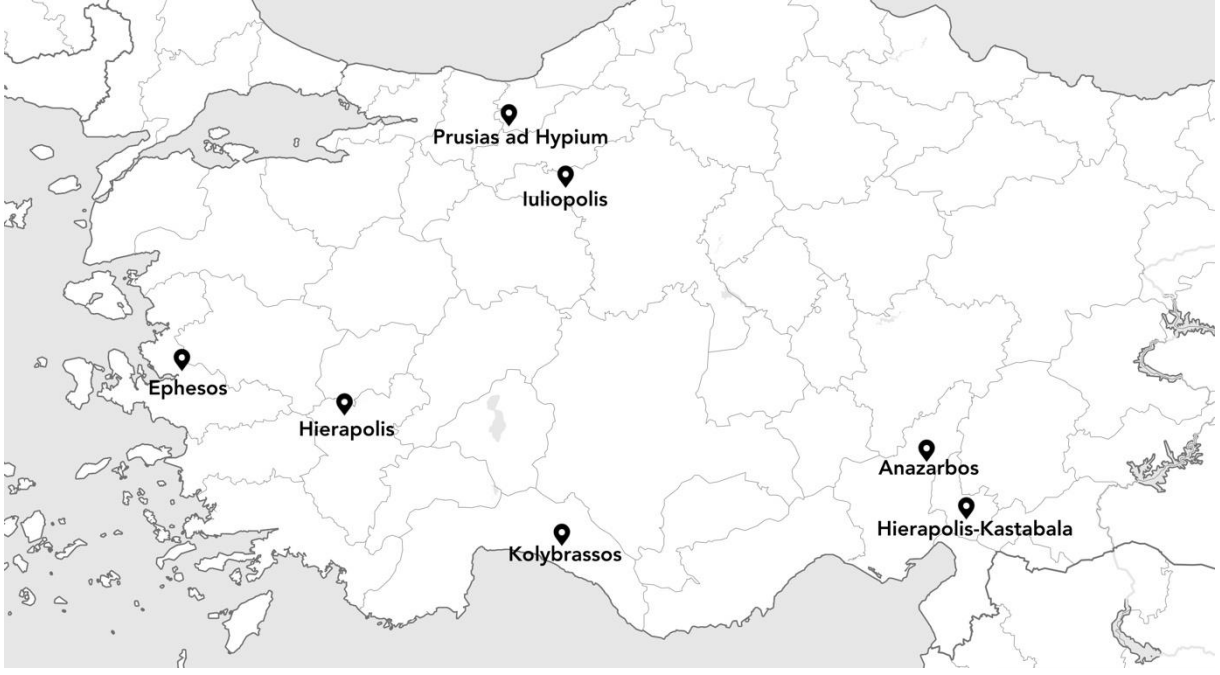 Prusias ad Hypium
Iuliopolis
Ephesos
Hierapolis
Anazarbos
Hierapolis-Kastabala
Kolybrassos